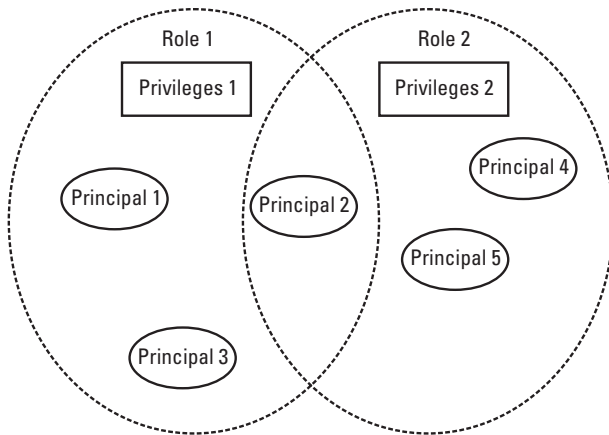 Role 1
Role 2
Privileges 1
Privileges 2
Principal 1
Principal 2
Principal 4
Principal 5
Principal 3